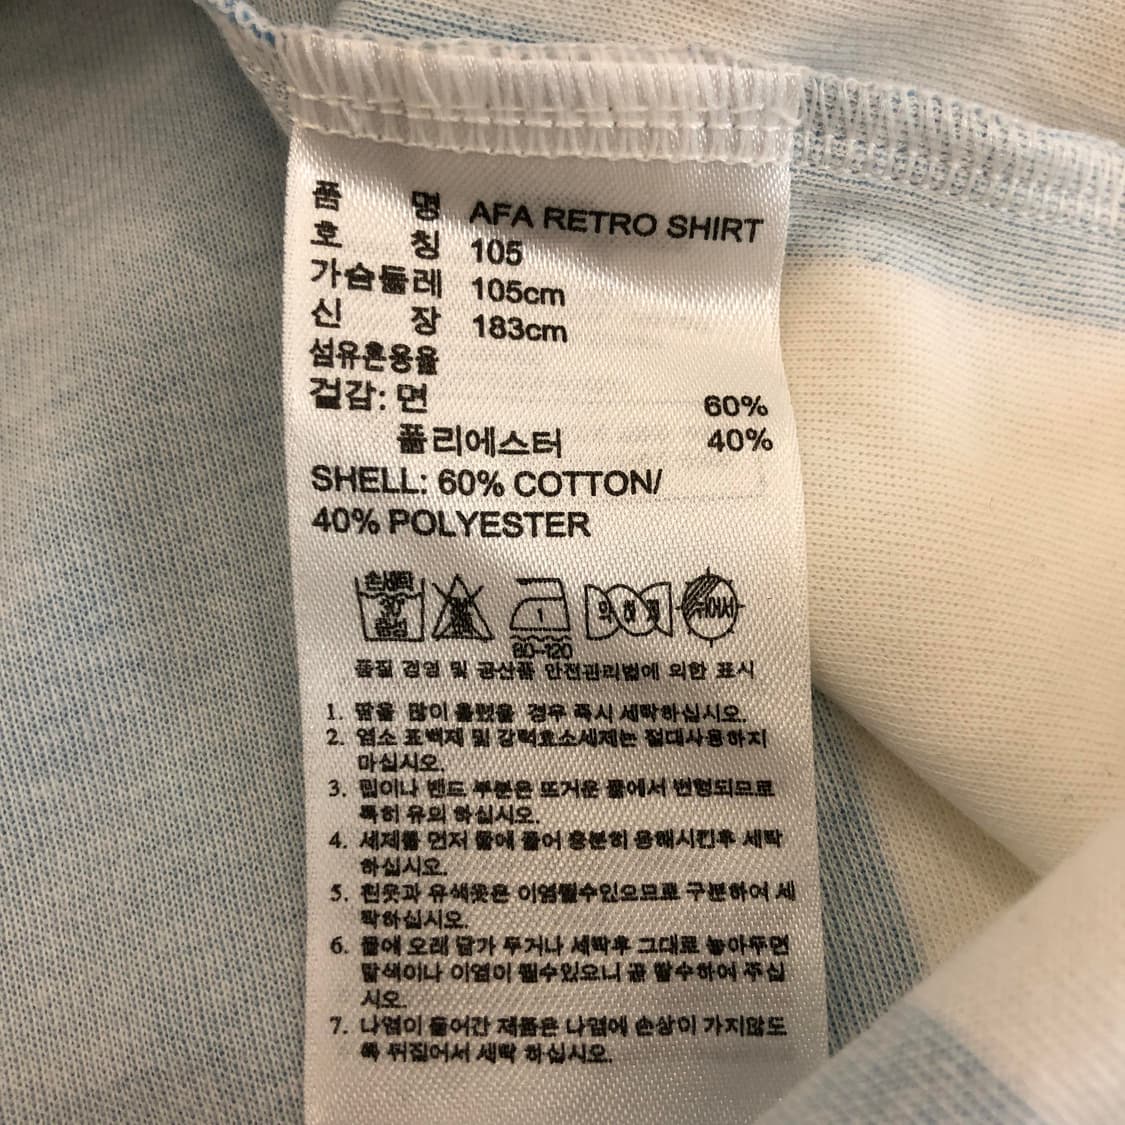 품 명 AFA RETRO SHIRT
호 칭 105
가슴둘레 105cm
신 장 183cm
섬유혼용율
겉감: 면 60%
폴리에스터 40%
SHELL: 60% COTTON/
40% POLYESTER
손세탁 약 하 게
30° 1 뉘어서
중성 80-120
품질 경영 및 공산품 안전관리법에 의한 표시
1. 땀을 많이 흘렸을 경우 즉시 세탁하십시오.
2. 염소 표백제 및 강력효소세제는 절대사용하지
마십시오.
3. 립이나 밴드 부분은 뜨거운 물에서 변형되므로
특히 유의 하십시오.
4. 세제를 먼저 물에 풀어 충분히 용해시킨후 세탁
하십시오.
5. 흰옷과 유색옷은 이염될수있으므로 구분하여 세
탁하십시오.
6. 물에 오래 담가 두거나 세탁후 그대로 놓아두면
탈색이나 이염이 될수있으니 곧 탈수하여 주십
시오.
7. 나염이 들어간 제품은 나염에 손상이 가지않도
록 뒤집어서 세탁 하십시오.